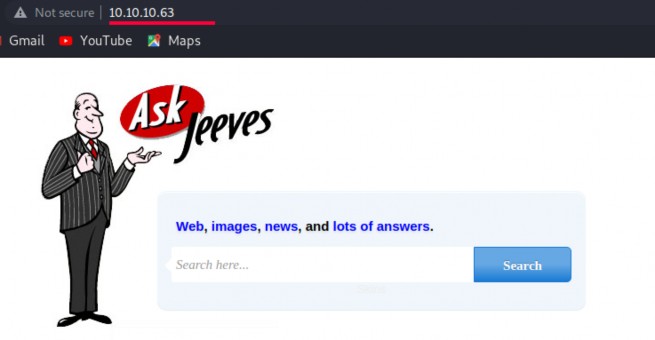 Not secure | 10.10.10.63
Gmail YouTube Maps
Ask
Jeeves
Web, images, news, and lots of answers.
Search here... Search